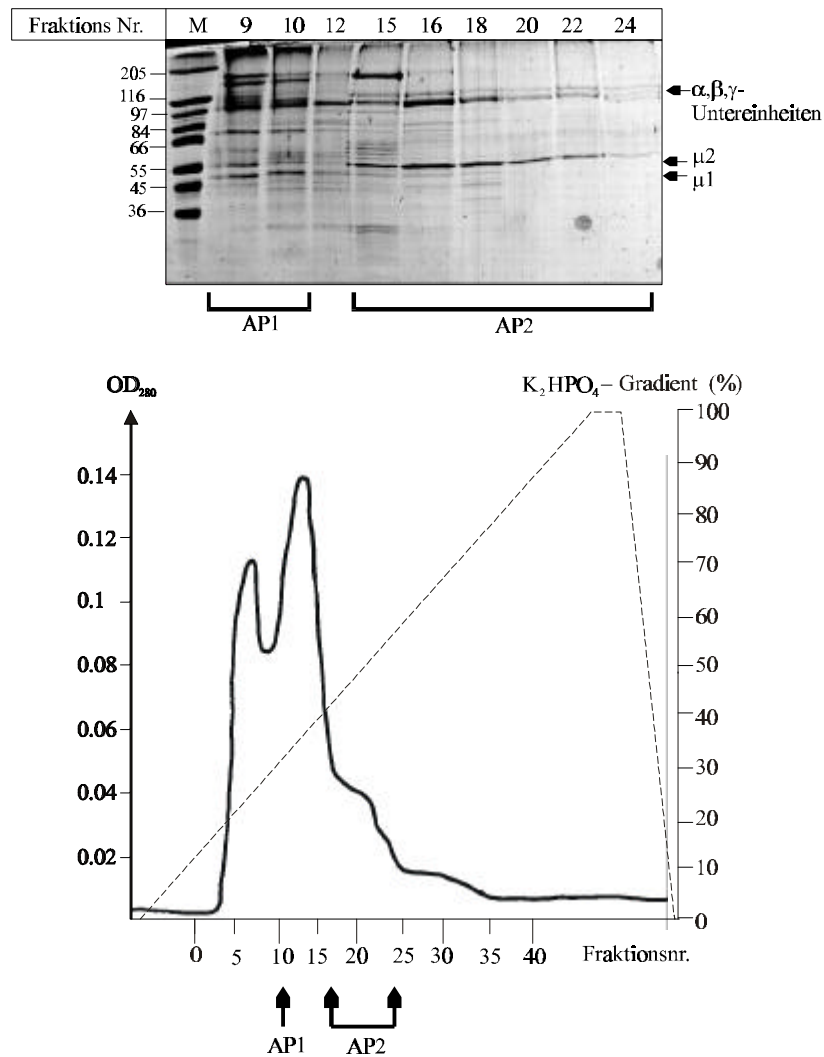 Fraktions Nr. M 9 10 12 15 16 18 20 22 24
205
116
97
84
66
55
45
36
α,β,γ-
Untereinheiten
μ2
μ1
AP1 AP2
OD280
K2HPO4– Gradient (%)
0.14
0.12
0.1
0.08
0.06
0.04
0.02
100
90
80
70
60
50
40
30
20
10
0
0 5 10 15 20 25 30 35 40 Fraktionsnr.
AP1 AP2